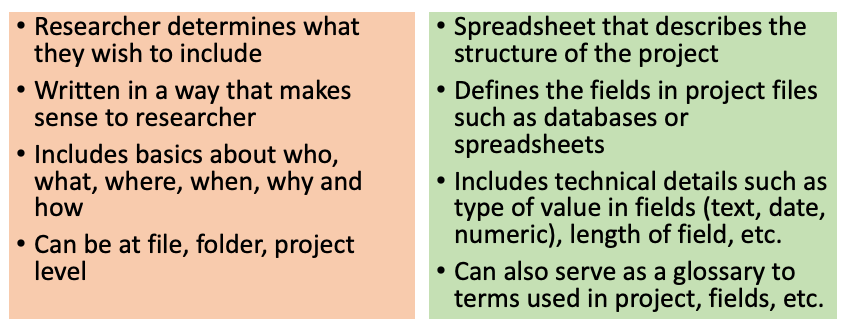 • Researcher determines what
they wish to include
• Written in a way that makes
sense to researcher
• Includes basics about who,
what, where, when, why and
how
• Can be at file, folder, project
level
• Spreadsheet that describes the
structure of the project
• Defines the fields in project files
such as databases or
spreadsheets
• Includes technical details such as
type of value in fields (text, date,
numeric), length of field, etc.
• Can also serve as a glossary to
terms used in project, fields, etc.